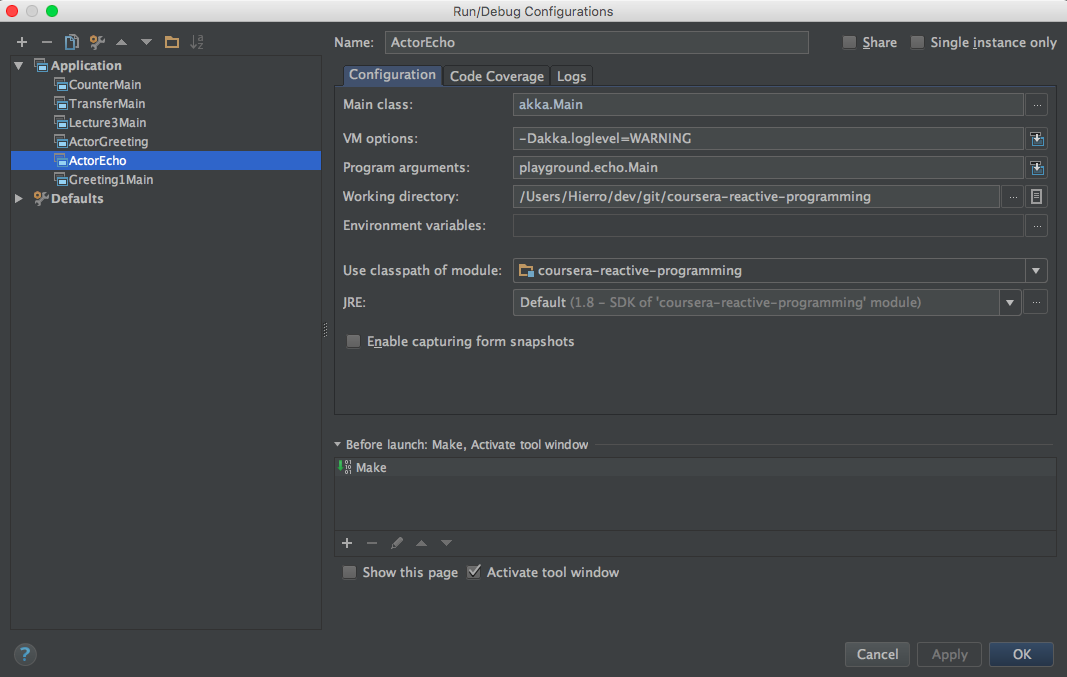 Run/Debug Configurations
Name: ActorEcho Share Single instance only
Application
CounterMain
TransferMain
Lecture3Main
ActorGreeting
ActorEcho
Greeting1Main
Defaults
Configuration Code Coverage Logs
Main class: akka.Main ...
VM options: -Dakka.loglevel=WARNING
Program arguments: playground.echo.Main
Working directory: /Users/Hierro/dev/git/coursera-reactive-programming ...
Environment variables: ...
Use classpath of module: coursera-reactive-programming
JRE: Default (1.8 – SDK of 'coursera-reactive-programming' module) ...
Enable capturing form snapshots
Before launch: Make, Activate tool window
Make
Show this page Activate tool window
? Cancel Apply OK